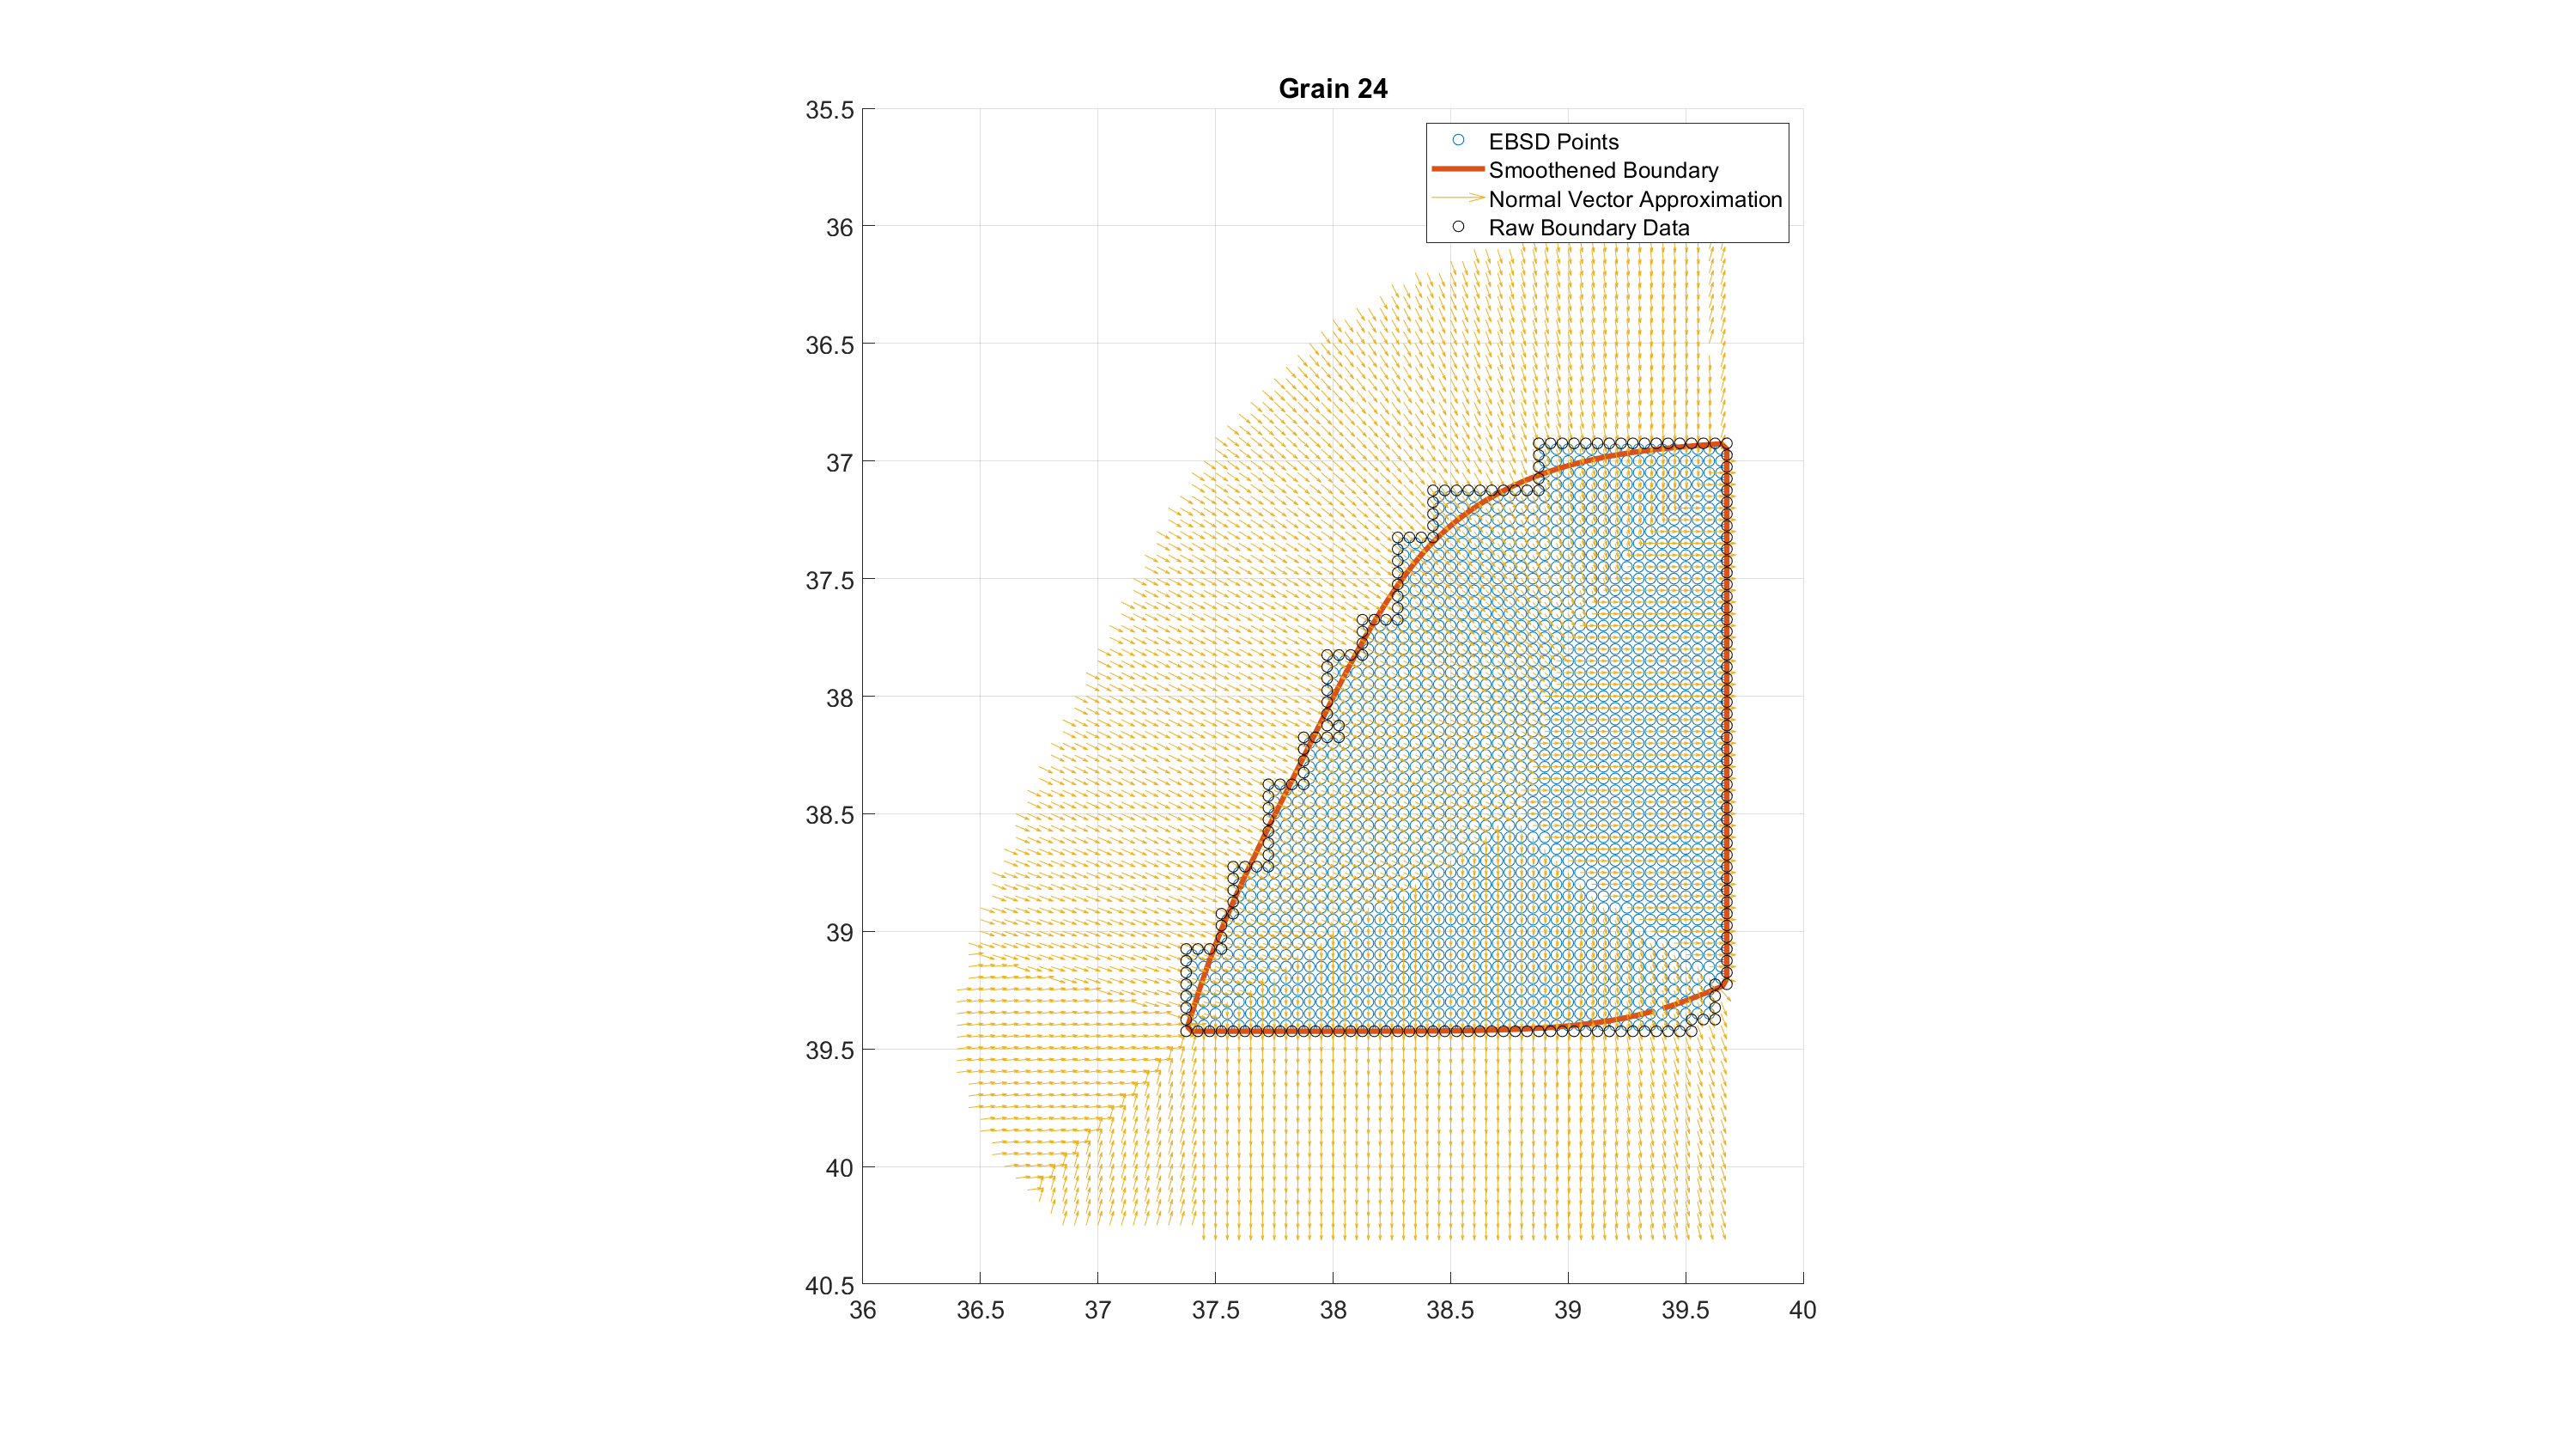 Grain 24
EBSD Points
Smoothened Boundary
Normal Vector Approximation
Raw Boundary Data
35.5
36
36.5
37
37.5
38
38.5
39
39.5
40
40.5
36 36.5 37 37.5 38 38.5 39 39.5 40